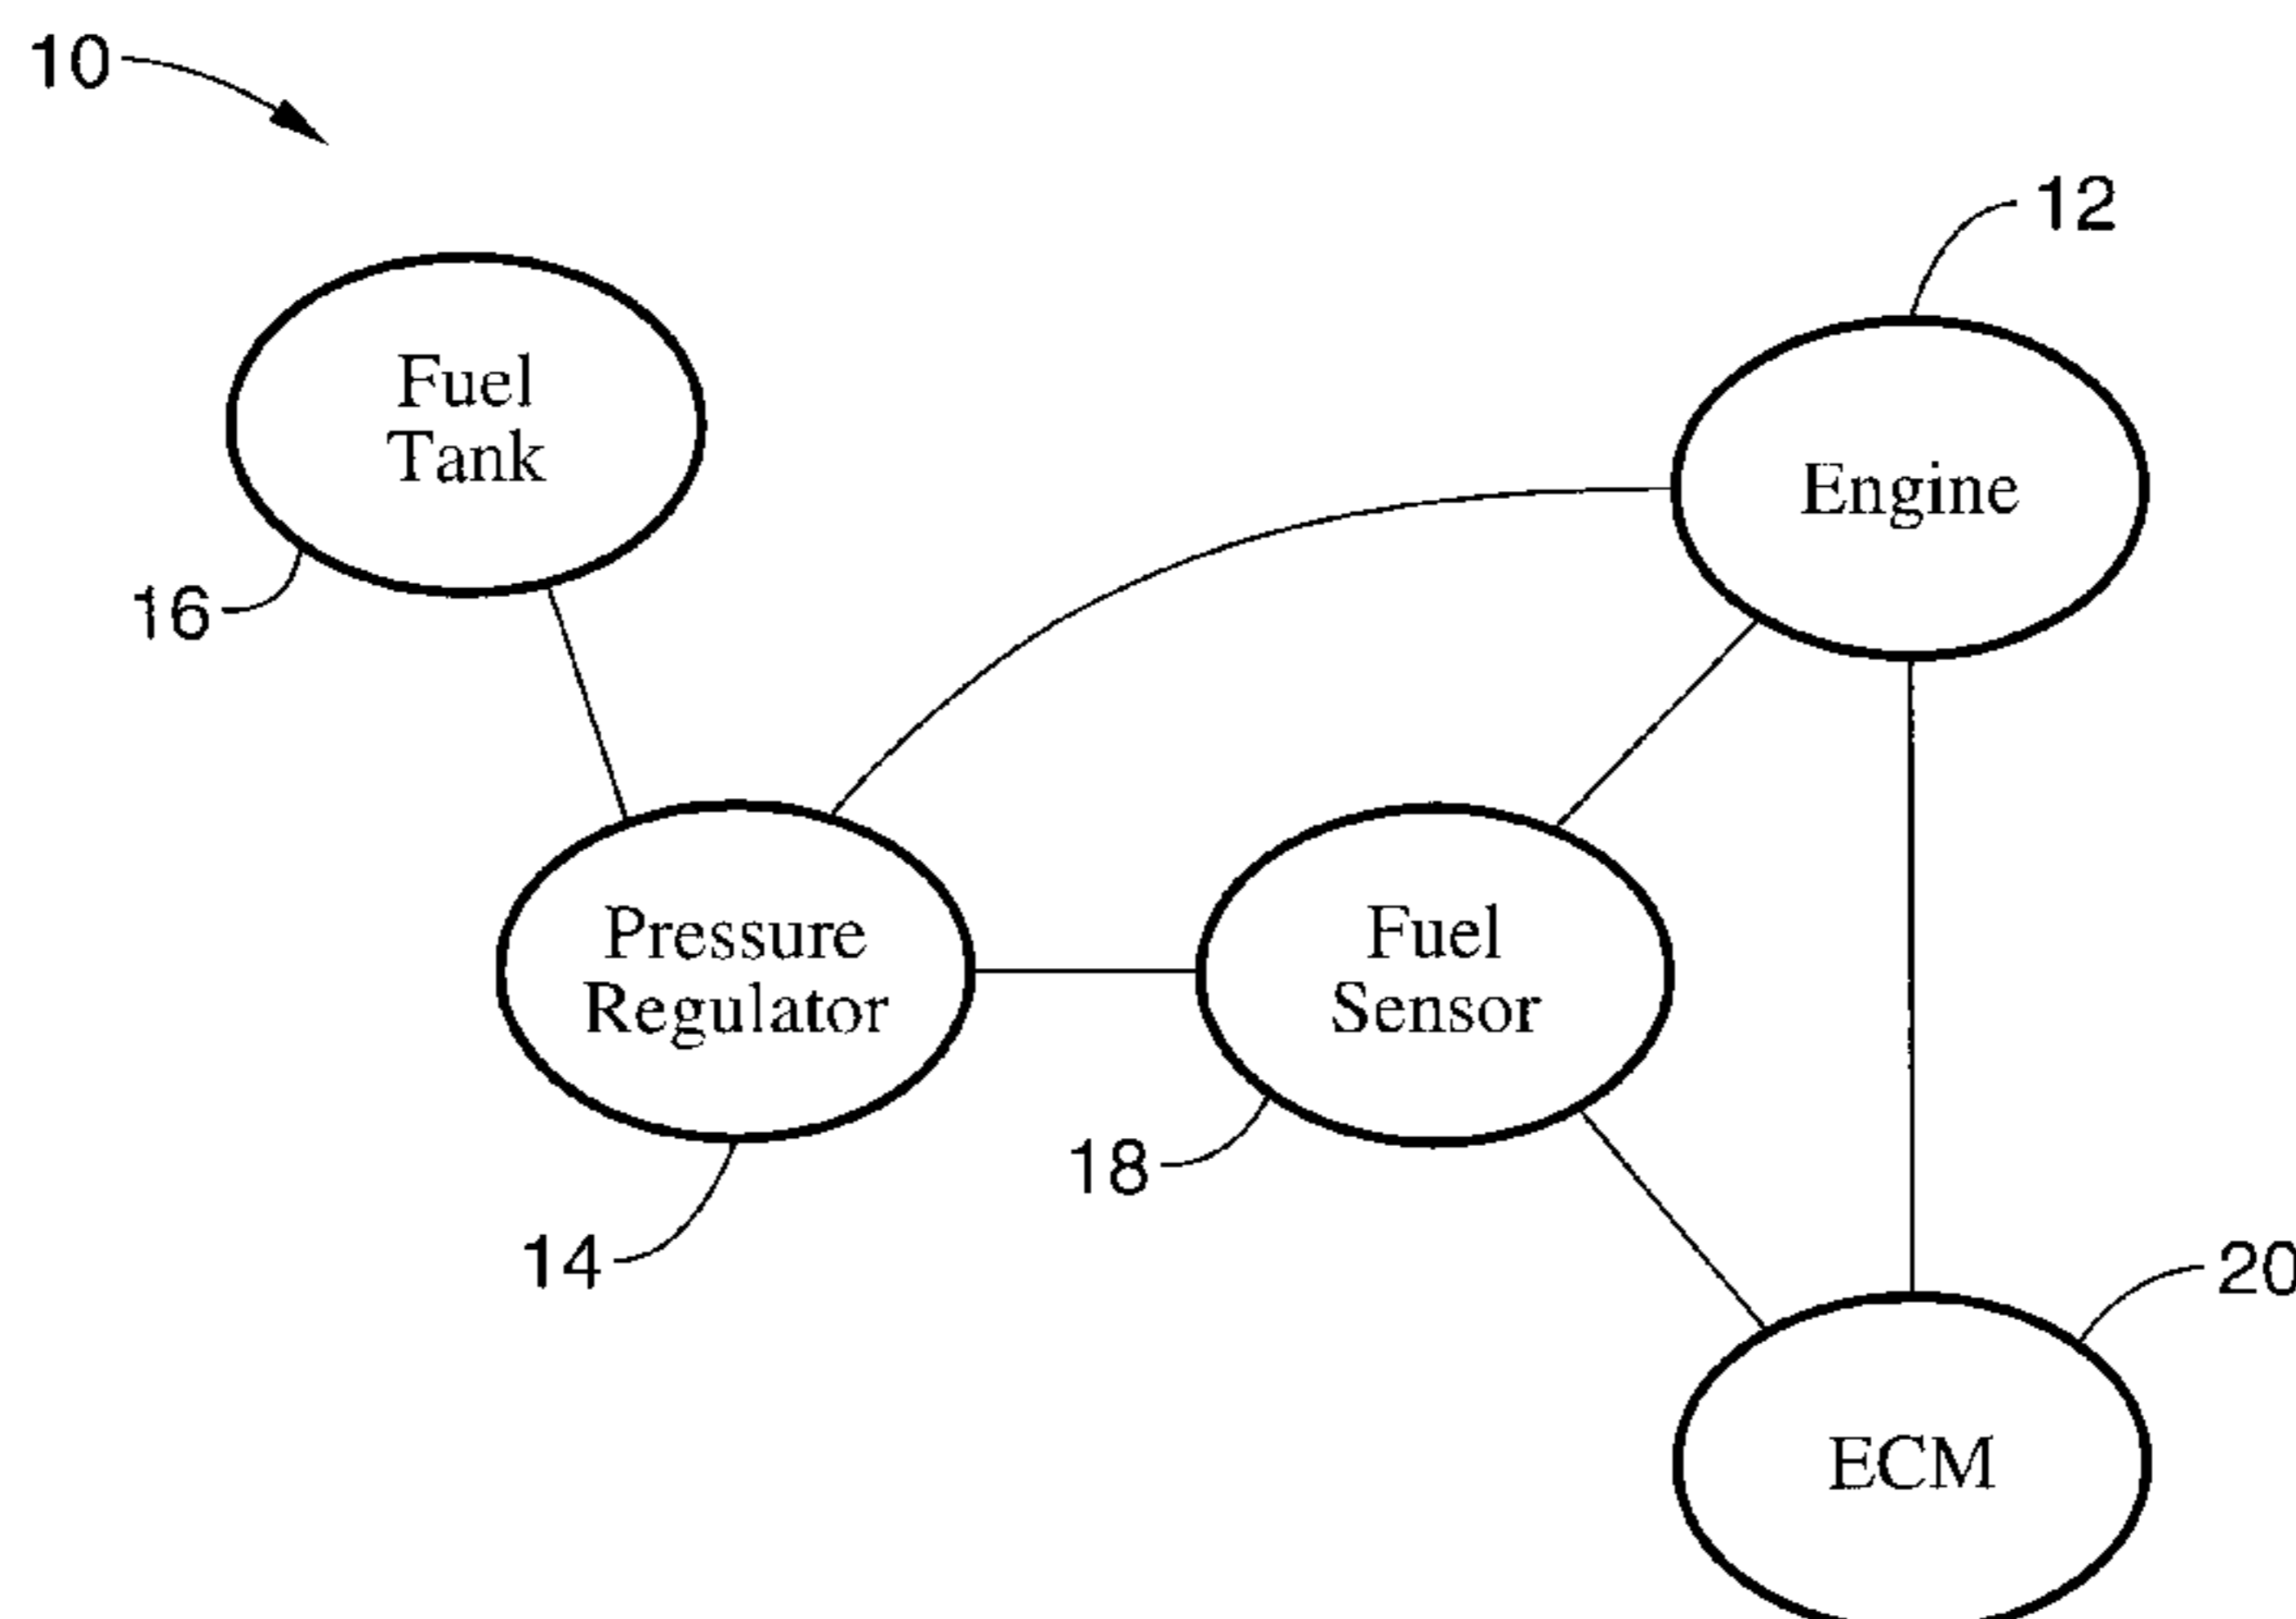 10
12
Fuel
Tank
Engine
16
Pressure
Regulator
Fuel
Sensor
18
14
20
ECM